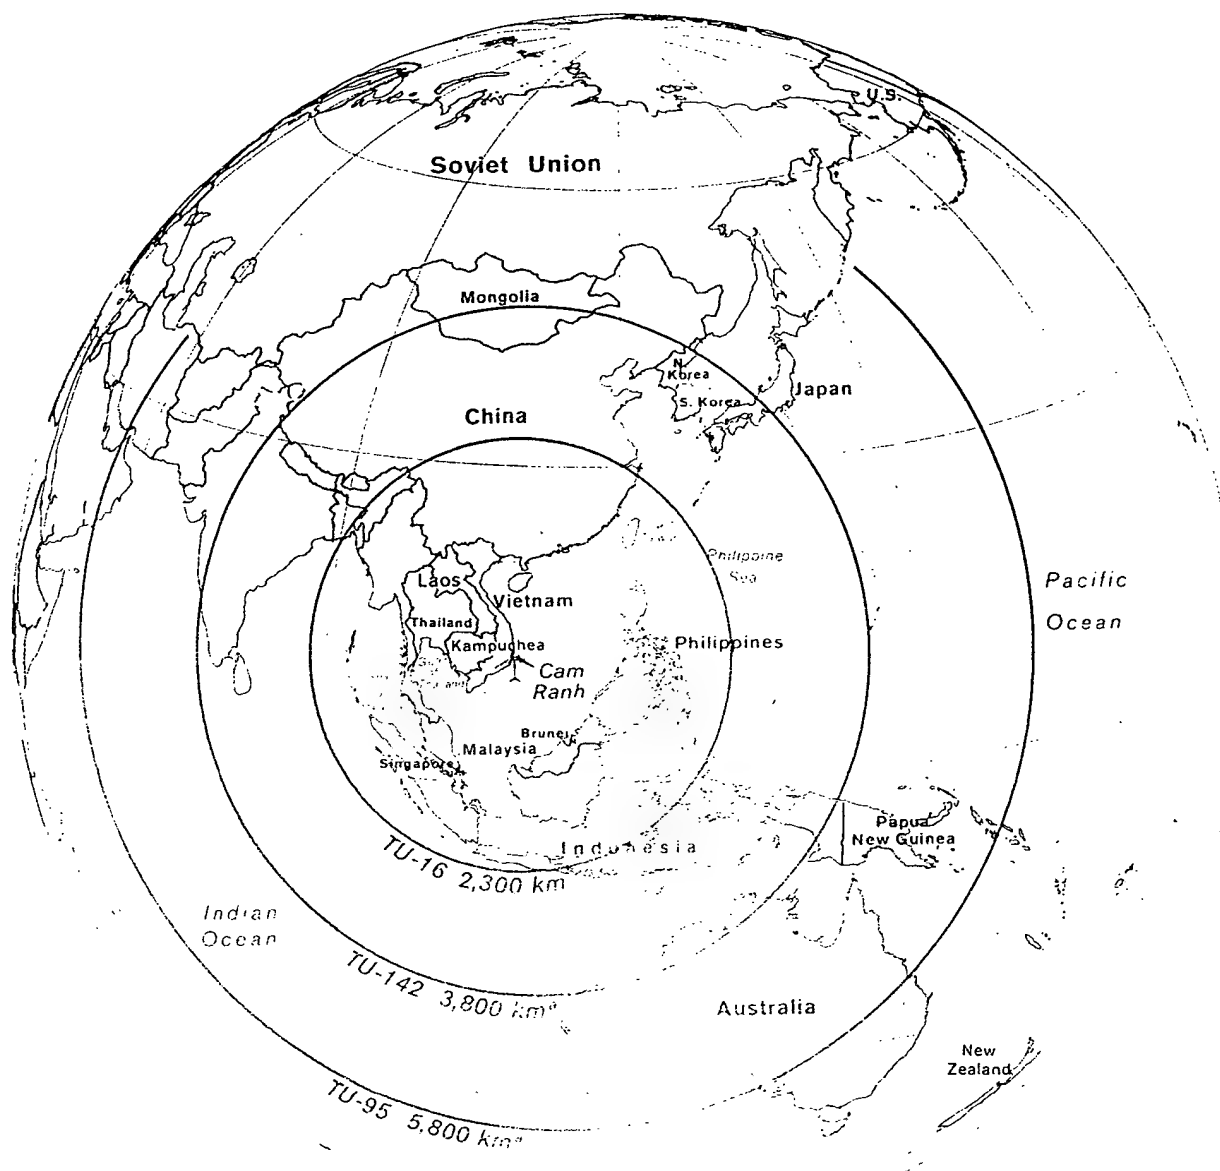 U.S.
Soviet Union
Mongolia
N.
Korea
S. Korea
Japan
China
Philippine
Sea
Laos
Vietnam
Pacific
Ocean
Thailand
Kampuchea
Philippines
Cam
Ranh
Brunei
Malaysia
Singapore
Papua
New Guinea
Indonesia
TU-16 2,300 km
Indian
Ocean
TU-142 3,800 kmª
Australia
New
Zealand
TU-95 5,800 kmª